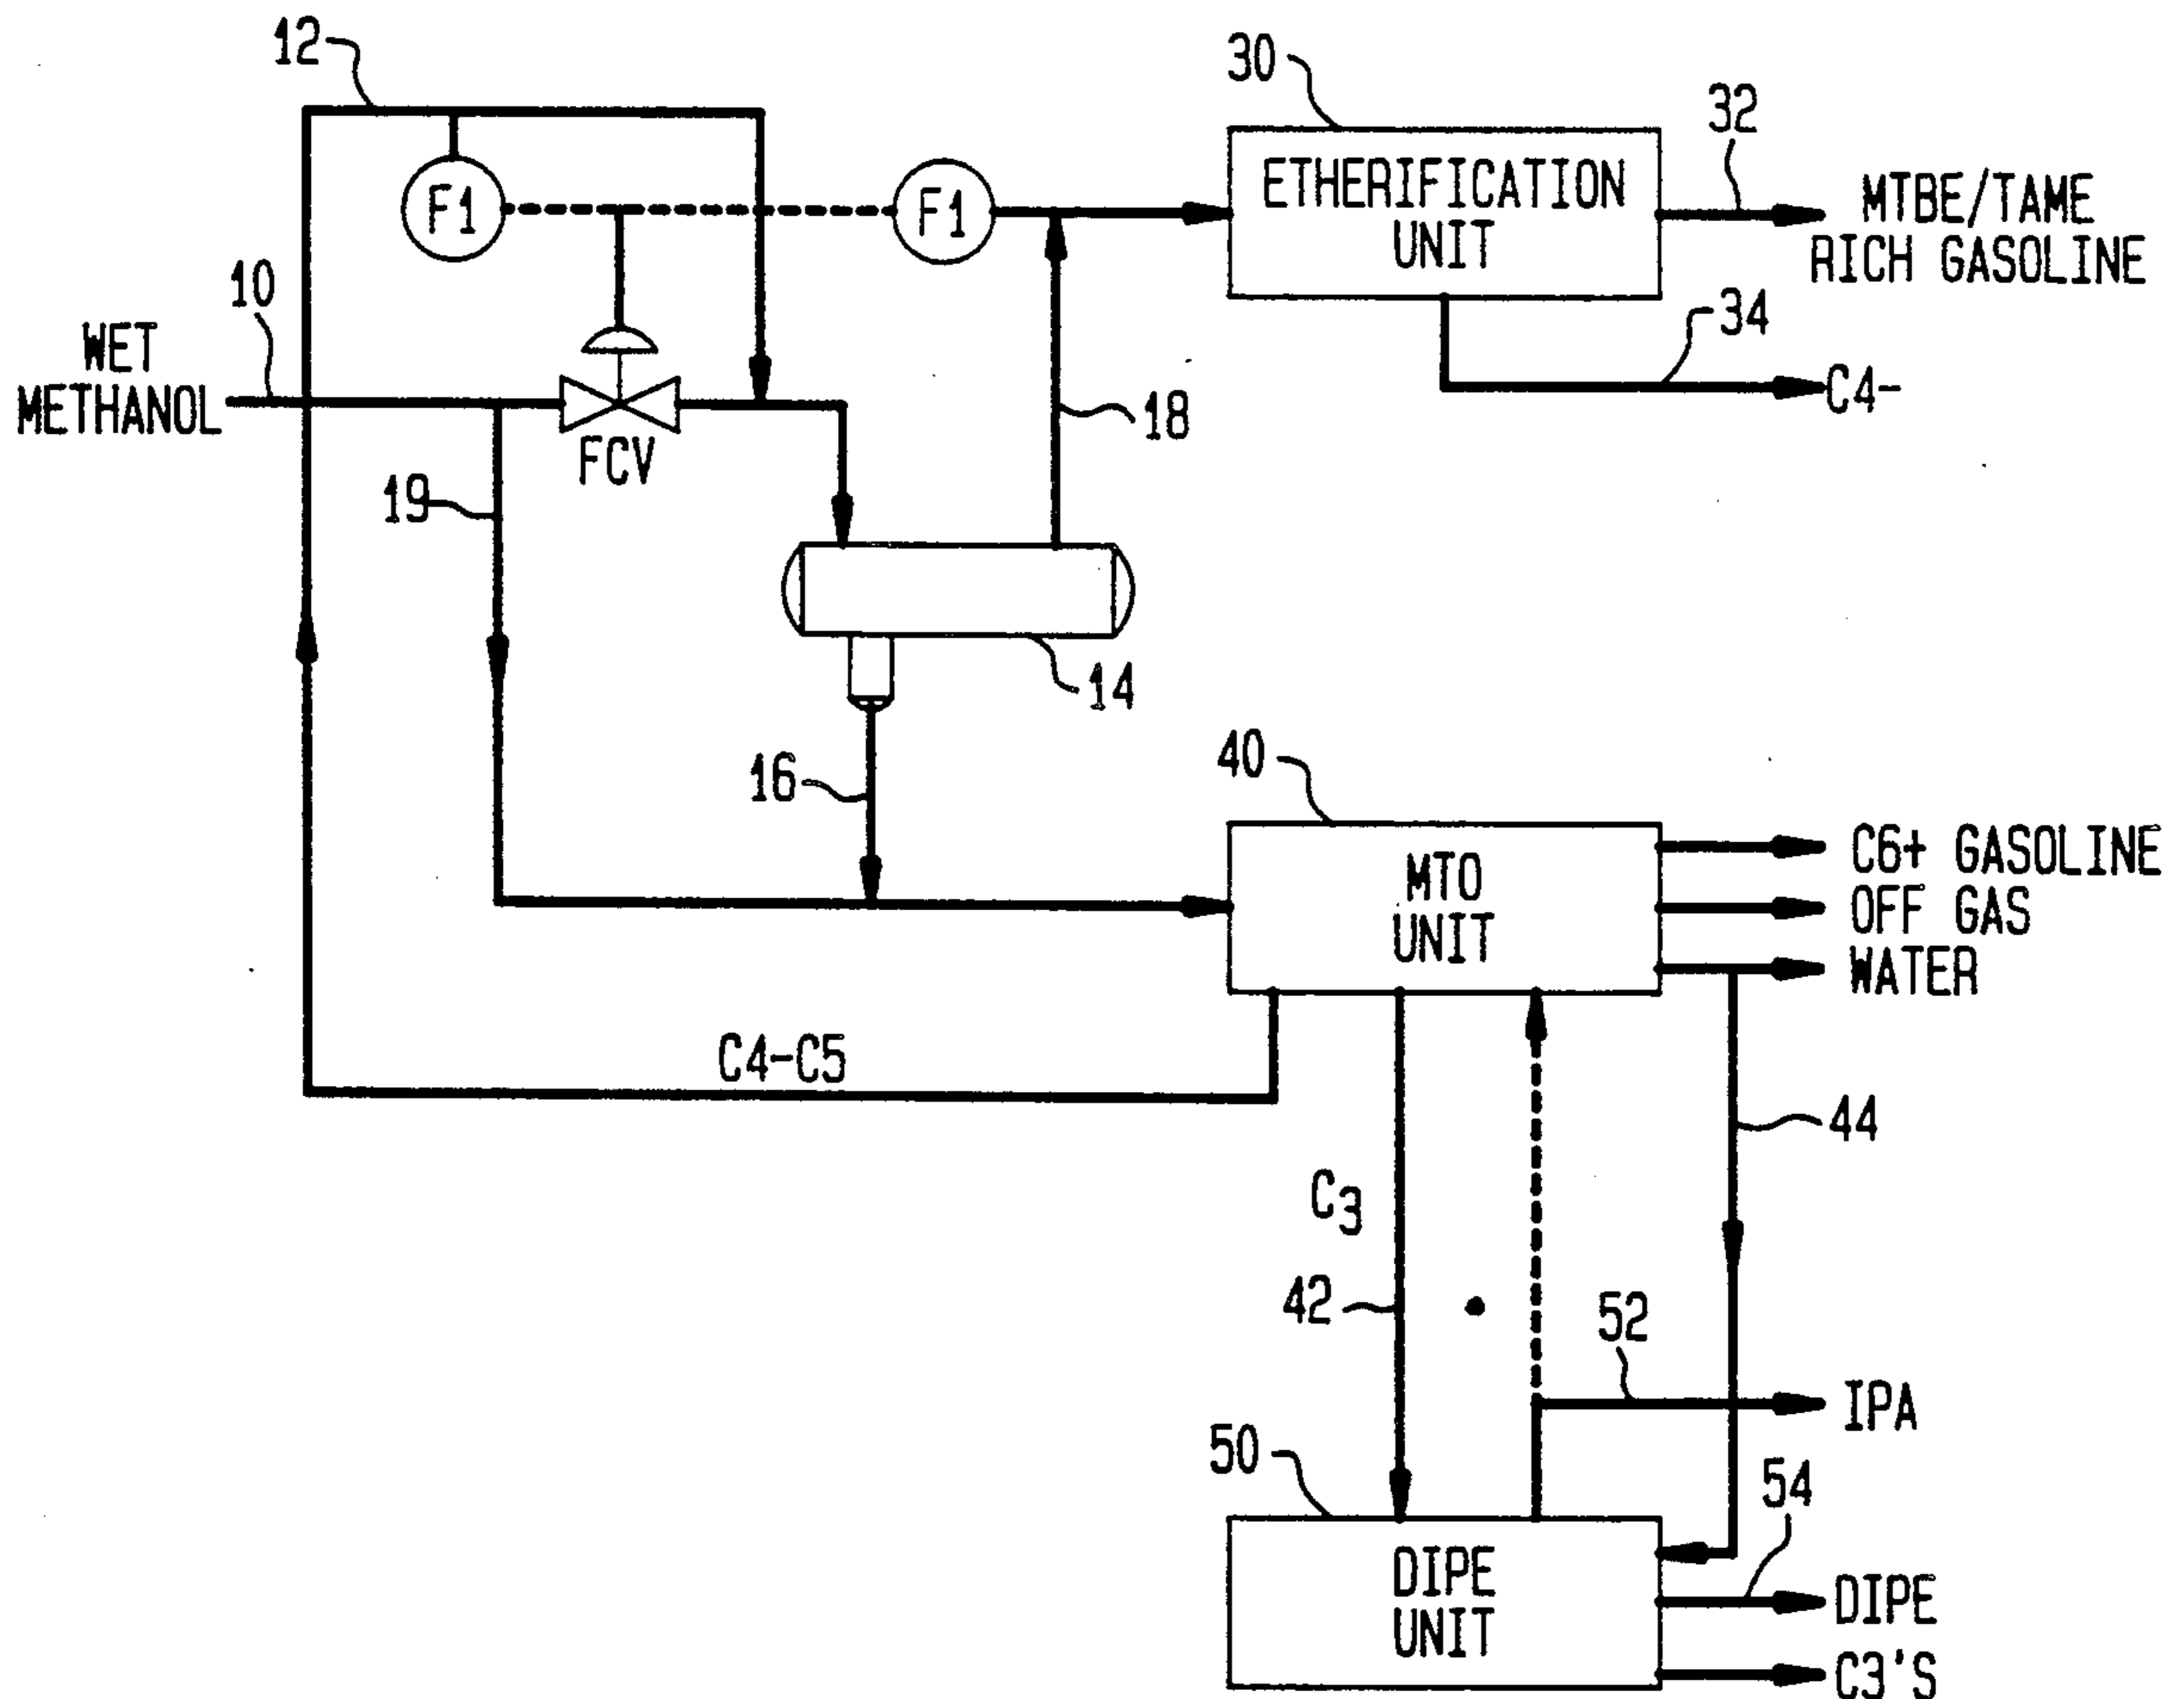 12
30
32
ETHERIFICATION
UNIT
MTBE/TAME
RICH GASOLINE
F1
F1
10
WET
METHANOL
34
C4-
18
FCV
19
14
16
40
MTO
UNIT
C6+ GASOLINE
OFF GAS
WATER
C4-C5
44
C3
42
52
IPA
50
54
DIPE
UNIT
DIPE
C3'S